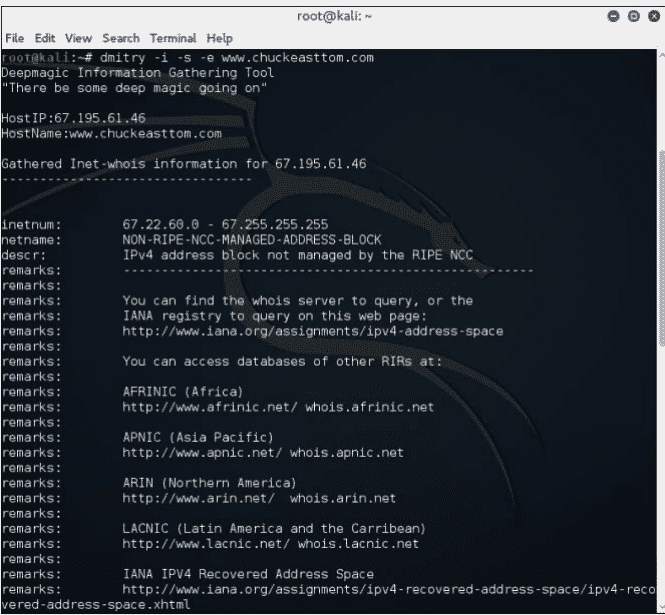 root@kali: ~
File Edit View Search Terminal Help
root@kali:~# dmitry -i -s -e www.chuckeasttom.com
Deepmagic Information Gathering Tool
"There be some deep magic going on"
HostIP:67.195.61.46
HostName:www.chuckeasttom.com
Gathered Inet-whois information for 67.195.61.46
---------------------------------
inetnum: 67.22.60.0 - 67.255.255.255
netname: NON-RIPE-NCC-MANAGED-ADDRESS-BLOCK
descr: IPv4 address block not managed by the RIPE NCC
remarks: ------------------------------------------------------
remarks:
remarks: You can find the whois server to query, or the
remarks: IANA registry to query on this web page:
remarks: http://www.iana.org/assignments/ipv4-address-space
remarks:
remarks: You can access databases of other RIRs at:
remarks:
remarks: AFRINIC (Africa)
remarks: http://www.afrinic.net/ whois.afrinic.net
remarks:
remarks: APNIC (Asia Pacific)
remarks: http://www.apnic.net/ whois.apnic.net
remarks:
remarks: ARIN (Northern America)
remarks: http://www.arin.net/ whois.arin.net
remarks:
remarks: LACNIC (Latin America and the Carribean)
remarks: http://www.lacnic.net/ whois.lacnic.net
remarks:
remarks: IANA IPV4 Recovered Address Space
remarks: http://www.iana.org/assignments/ipv4-recovered-address-space/ipv4-reco
vered-address-space.xhtml